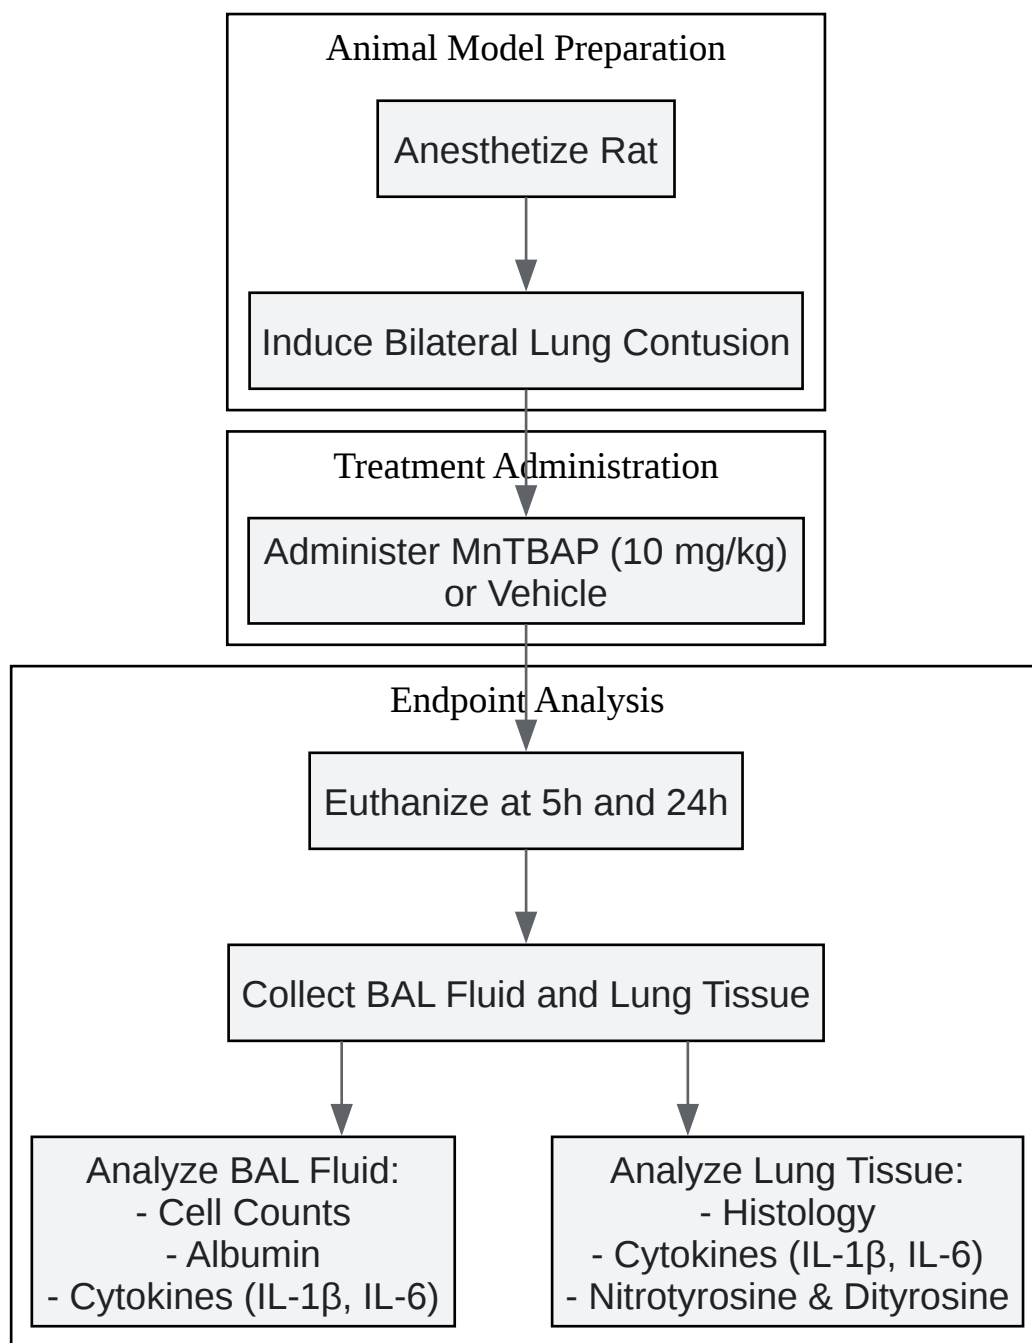 Animal Model Preparation
Anesthetize Rat
Induce Bilateral Lung Contusion
Treatment Administration
Administer MnTBAP (10 mg/kg)
or Vehicle
Endpoint Analysis
Euthanize at 5h and 24h
Collect BAL Fluid and Lung Tissue
Analyze BAL Fluid:
- Cell Counts
- Albumin
- Cytokines (IL-1β, IL-6)
Analyze Lung Tissue:
- Histology
- Cytokines (IL-1β, IL-6)
- Nitrotyrosine & Dityrosine